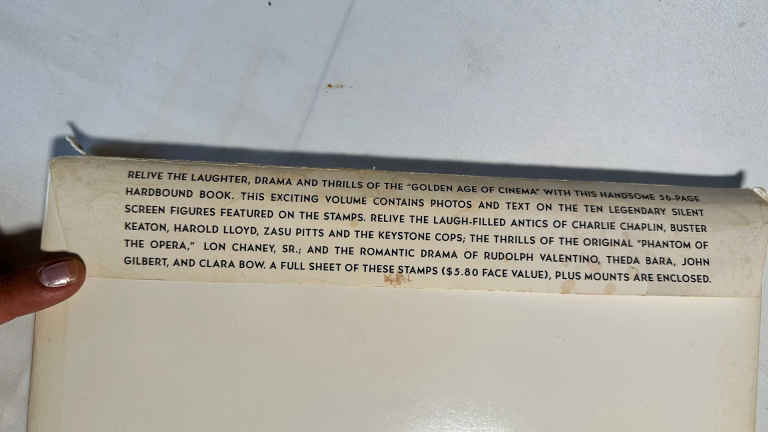 RELIVE THE LAUGHTER, DRAMA AND THRILLS OF THE "GOLDEN AGE OF CINEMA" WITH THIS HANDSOME 36-PAGE
HARDBOUND BOOK. THIS EXCITING VOLUME CONTAINS PHOTOS AND TEXT ON THE TEN LEGENDARY SILENT
SCREEN FIGURES FEATURED ON THE STAMPS. RELIVE THE LAUGH-FILLED ANTICS OF CHARLIE CHAPLIN, BUSTER
KEATON, HAROLD LLOYD, ZASU PITTS AND THE KEYSTONE COPS; THE THRILLS OF THE ORIGINAL "PHANTOM OF
THE OPERA," LON CHANEY, SR.; AND THE ROMANTIC DRAMA OF RUDOLPH VALENTINO, THEDA BARA, JOHN
GILBERT, AND CLARA BOW. A FULL SHEET OF THESE STAMPS ($5.80 FACE VALUE), PLUS MOUNTS ARE ENCLOSED.